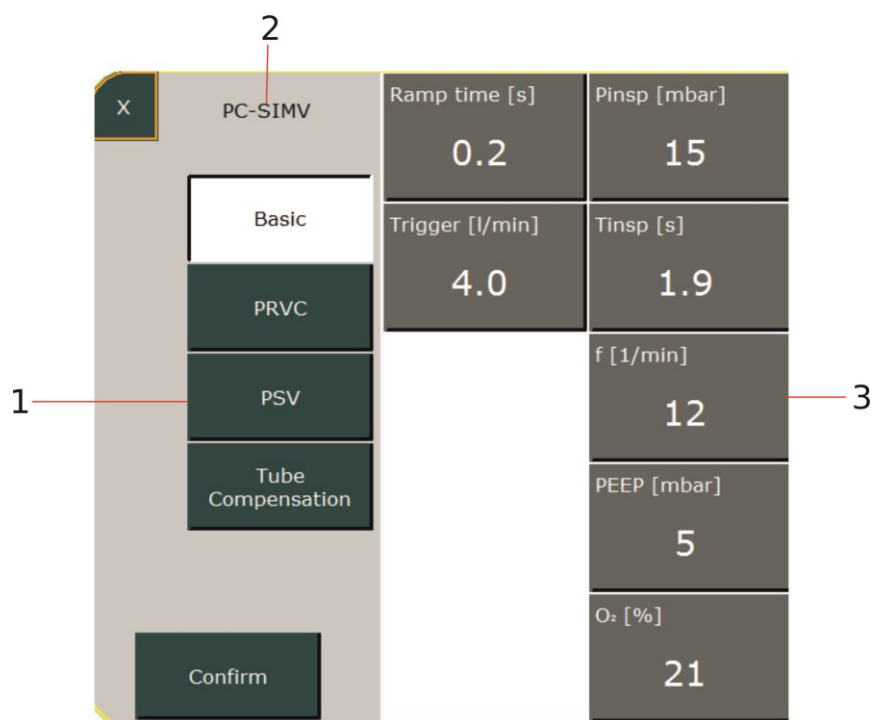 2
X
PC-SIMV
Basic
PRVC
PSV
Tube
Compensation
Confirm
1
Ramp time [s]
0.2
Trigger [l/min]
4.0
Pinsp [mbar]
15
Tinsp [s]
1.9
f [1/min]
12
PEEP [mbar]
5
O₂ [%]
21
3